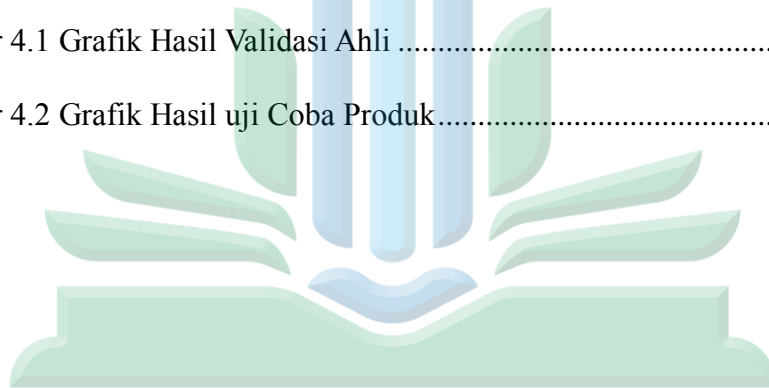 4.1 Grafik Hasil Validasi Ahli ...............................................
4.2 Grafik Hasil uji Coba Produk..........................................